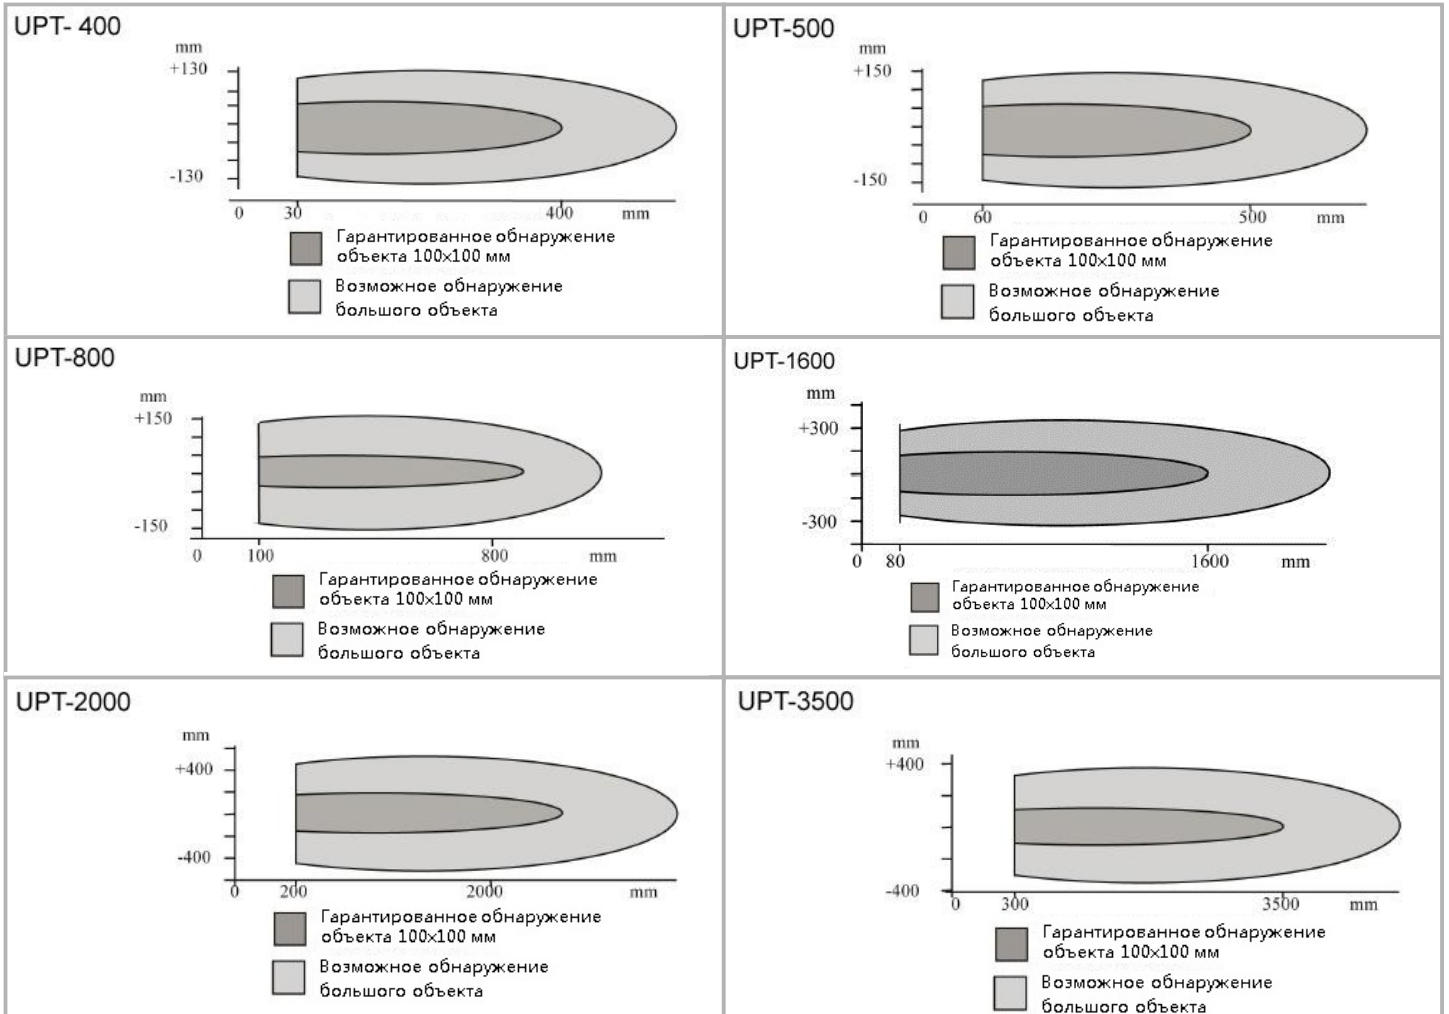 UPT- 400
mm
+130
-130
0 30 400 mm
Гарантированное обнаружение
объекта 100x100 мм
Возможное обнаружение
большого объекта
UPT-500
mm
+150
-150
0 60 500 mm
Гарантированное обнаружение
объекта 100x100 мм
Возможное обнаружение
большого объекта
UPT-800
mm
+150
-150
0 100 800 mm
Гарантированное обнаружение
объекта 100x100 мм
Возможное обнаружение
большого объекта
UPT-1600
mm
+300
-300
0 80 1600 mm
Гарантированное обнаружение
объекта 100x100 мм
Возможное обнаружение
большого объекта
UPT-2000
mm
+400
-400
0 200 2000 mm
Гарантированное обнаружение
объекта 100x100 мм
Возможное обнаружение
большого объекта
UPT-3500
mm
+400
-400
0 300 3500 mm
Гарантированное обнаружение
объекта 100x100 мм
Возможное обнаружение
большого объекта